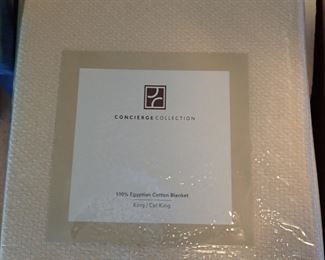 CONCIERGE COLLECTION
100% Egyptian Cotton Blanket
King / Cal King